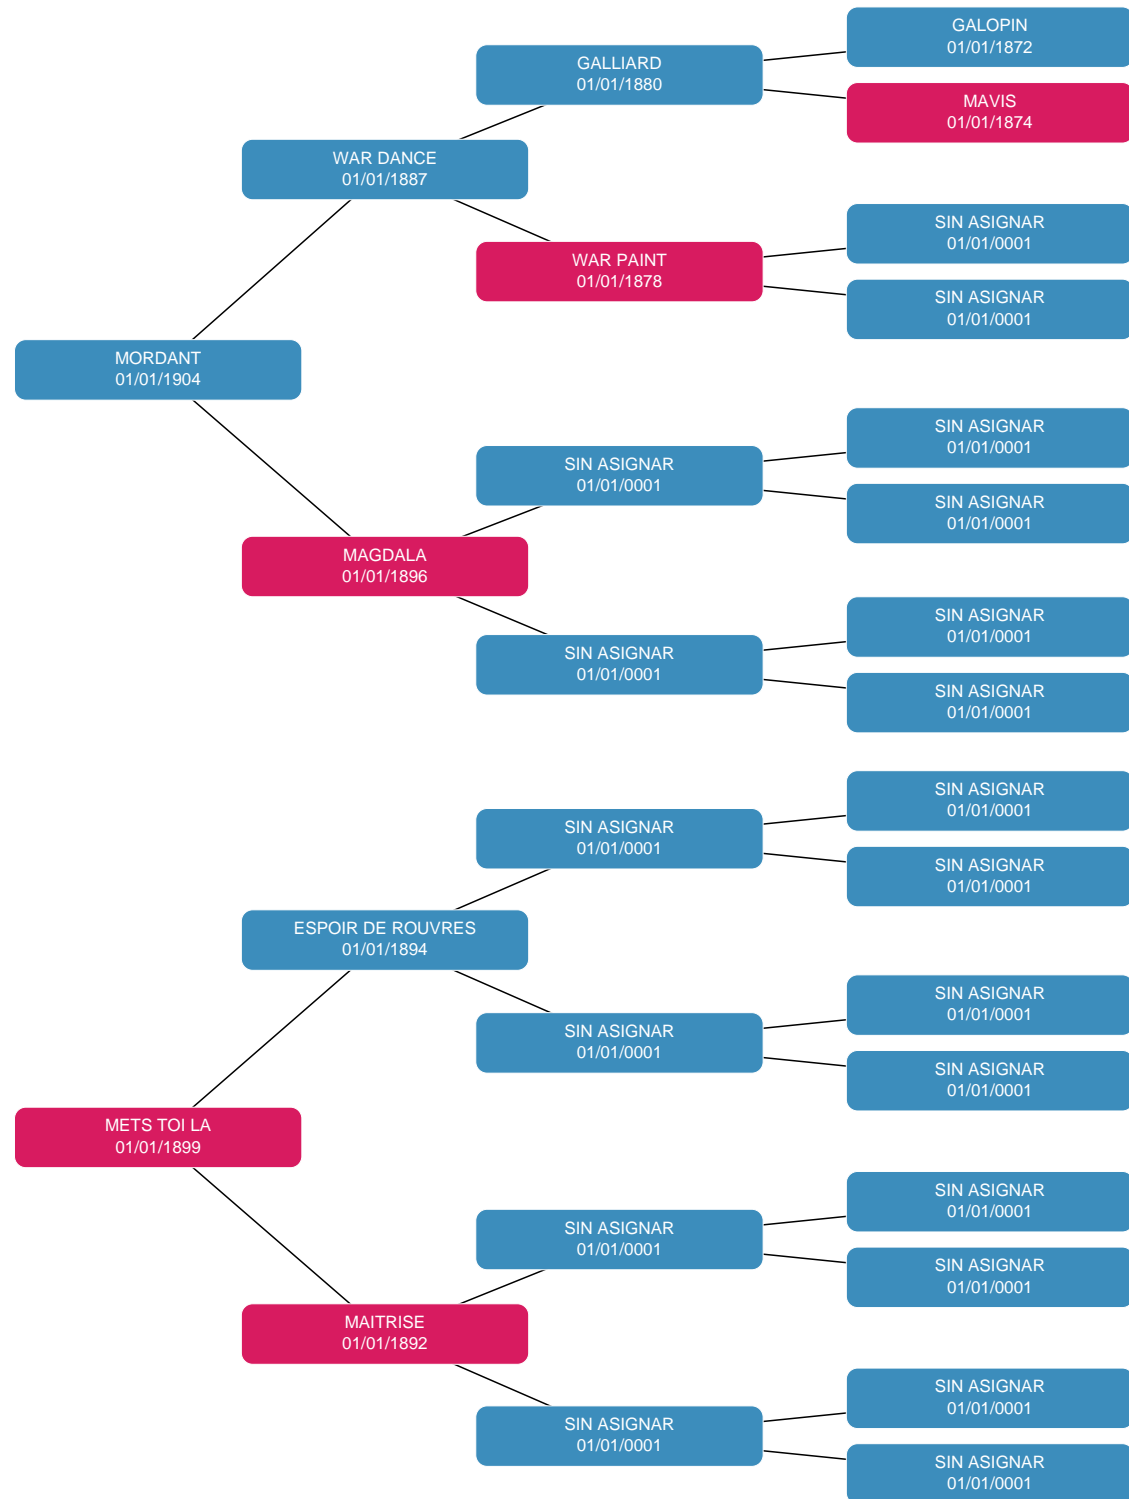 GALOPIN
01/01/1872
GALLIARD
01/01/1880
MAVIS
01/01/1874
WAR DANCE
01/01/1887
SIN ASIGNAR
01/01/0001
WAR PAINT
01/01/1878
SIN ASIGNAR
01/01/0001
MORDANT
01/01/1904
SIN ASIGNAR
01/01/0001
SIN ASIGNAR
01/01/0001
SIN ASIGNAR
01/01/0001
MAGDALA
01/01/1896
SIN ASIGNAR
01/01/0001
SIN ASIGNAR
01/01/0001
SIN ASIGNAR
01/01/0001
SIN ASIGNAR
01/01/0001
SIN ASIGNAR
01/01/0001
SIN ASIGNAR
01/01/0001
ESPOIR DE ROUVRES
01/01/1894
SIN ASIGNAR
01/01/0001
SIN ASIGNAR
01/01/0001
SIN ASIGNAR
01/01/0001
METS TOI LA
01/01/1899
SIN ASIGNAR
01/01/0001
SIN ASIGNAR
01/01/0001
SIN ASIGNAR
01/01/0001
MAITRISE
01/01/1892
SIN ASIGNAR
01/01/0001
SIN ASIGNAR
01/01/0001
SIN ASIGNAR
01/01/0001